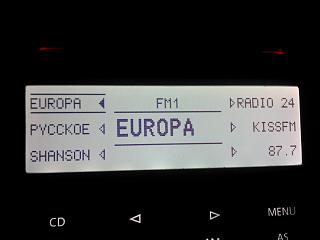 EUROPA FM1 RADIO 24
РУССКОЕ EUROPA KISSFM
SHANSON 87.7
CD MENU
AS